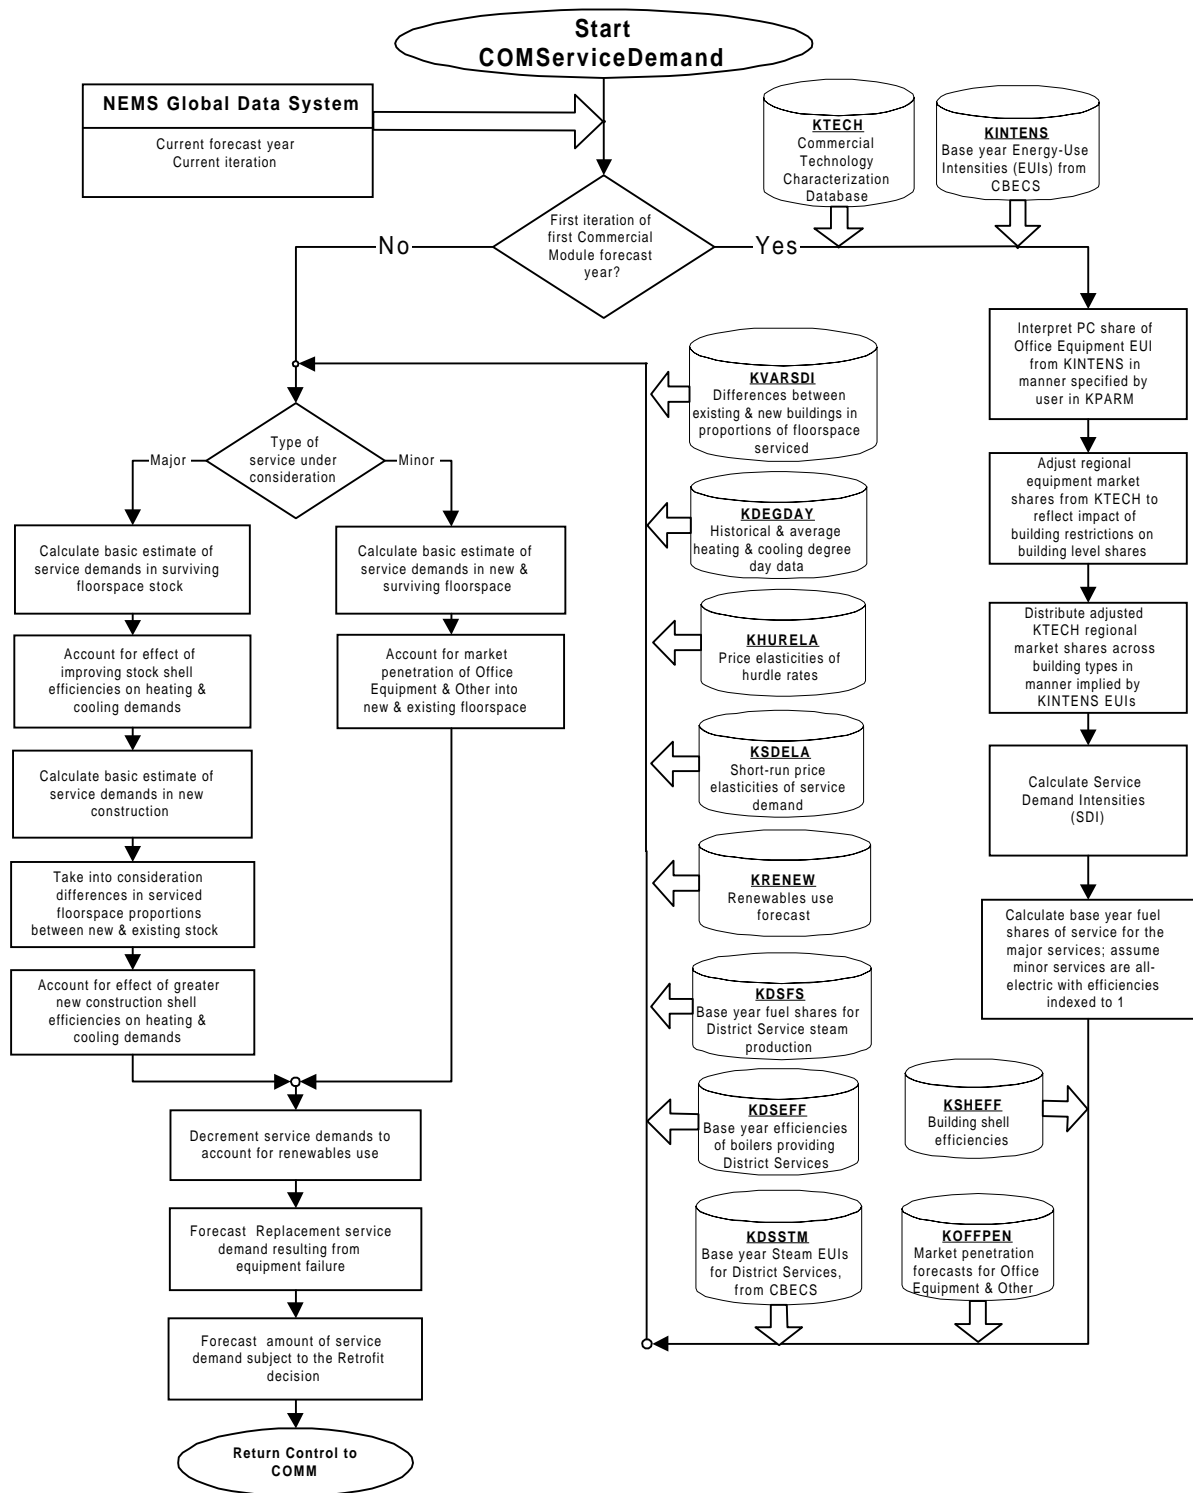 Start
COMServiceDemand
NEMS Global Data System
Current forecast year
Current iteration
KTECH
Commercial
Technology
Characterization
Database
KINTENS
Base year Energy-Use
Intensities (EUIs) from
CBECS
First iteration of
first Commercial
Module forecast
year?
No
Yes
Interpret PC share of
Office Equipment EUI
from KINTENS in
manner specified by
user in KPARM
Adjust regional
equipment market
shares from KTECH to
reflect impact of
building restrictions on
building level shares
Distribute adjusted
KTECH regional
market shares across
building types in
manner implied by
KINTENS EUIs
Calculate Service
Demand Intensities
(SDI)
Calculate base year fuel
shares of service for the
major services; assume
minor services are all-
electric with efficiencies
indexed to 1
KSHEFF
Building shell
efficiencies
KOFFPEN
Market penetration
forecasts for Office
Equipment & Other
KVARSDI
Differences between
existing & new buildings in
proportions of floorspace
serviced
KDEGDAY
Historical & average
heating & cooling degree
day data
KHURELA
Price elasticities of
hurdle rates
KSDELA
Short-run price
elasticities of service
demand
KRENEW
Renewables use
forecast
KDSFS
Base year fuel shares for
District Service steam
production
KDSEFF
Base year efficiencies
of boilers providing
District Services
KDSSTM
Base year Steam EUIs
for District Services,
from CBECS
Type of
service under
consideration
Major
Minor
Calculate basic estimate of
service demands in surviving
floorspace stock
Account for effect of
improving stock shell
efficiencies on heating &
cooling demands
Calculate basic estimate of
service demands in new
construction
Take into consideration
differences in serviced
floorspace proportions
between new & existing stock
Account for effect of greater
new construction shell
efficiencies on heating &
cooling demands
Calculate basic estimate of
service demands in new &
surviving floorspace
Account for market
penetration of Office
Equipment & Other into
new & existing floorspace
Decrement service demands to
account for renewables use
Forecast Replacement service
demand resulting from
equipment failure
Forecast amount of service
demand subject to the Retrofit
decision
Return Control to
COMM